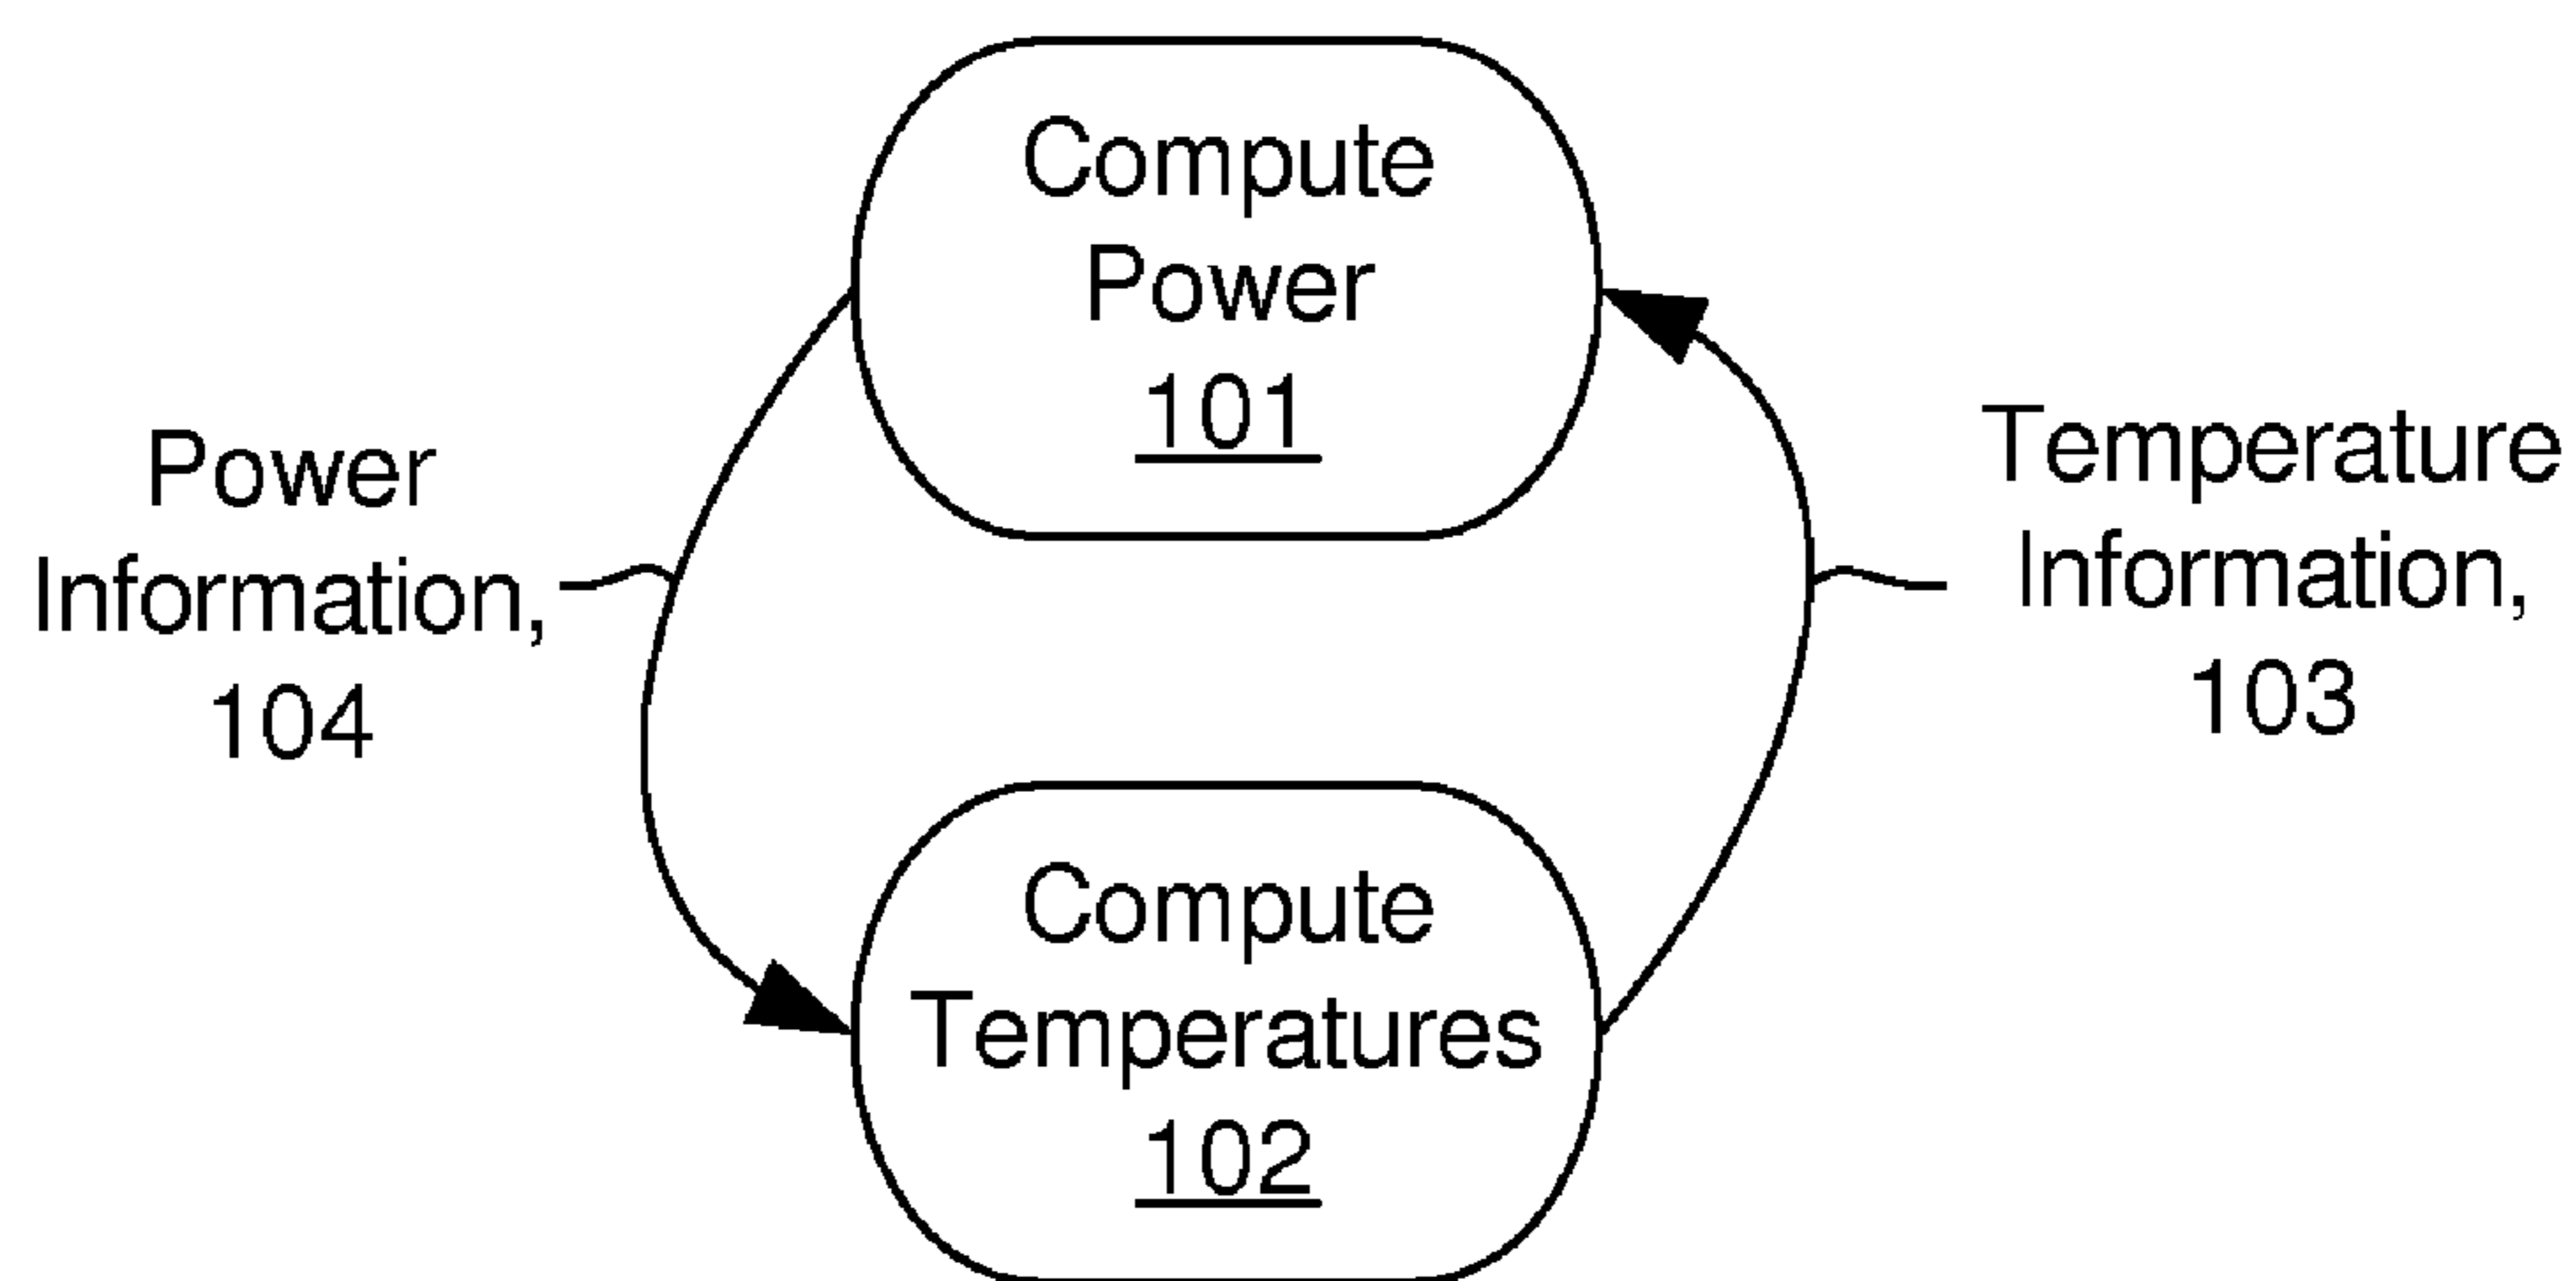 Compute
Power
101
Power
Information,
104
Temperature
Information,
103
Compute
Temperatures
102